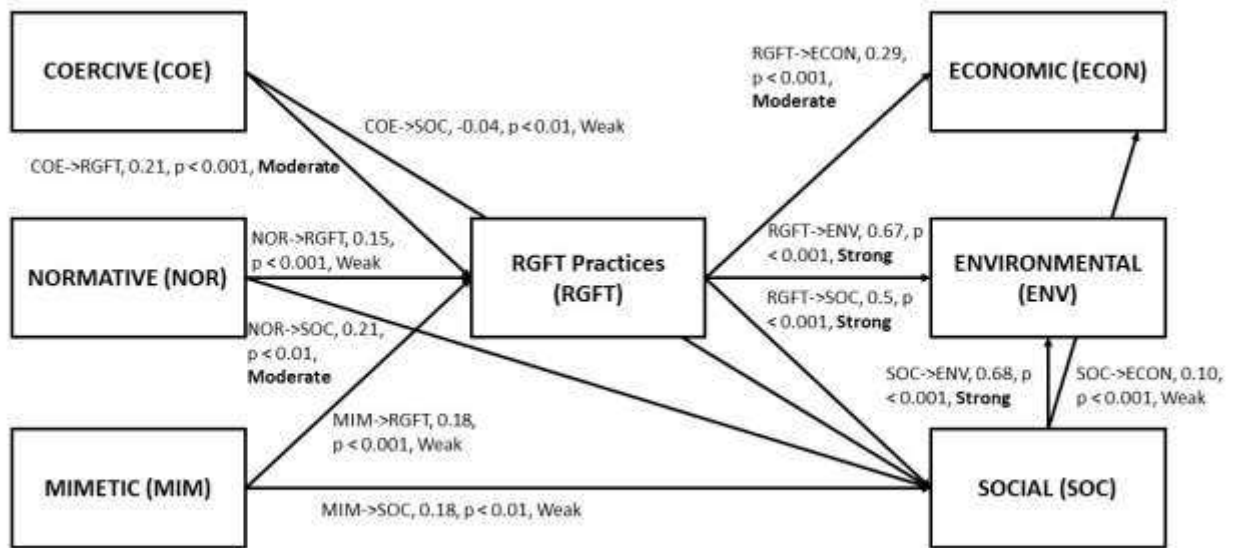 COERCIVE (COE)
RGFT->ECON, 0.29,
p < 0.001,
Moderate
ECONOMIC (ECON)
COE->SOC, -0.04, p < 0.01, Weak
COE->RGFT, 0.21, p < 0.001, Moderate
NORMATIVE (NOR)
NOR->RGFT, 0.15,
p < 0.001, Weak
RGFT Practices
(RGFT)
RGFT->ENV, 0.67, p
< 0.001, Strong
RGFT->SOC, 0.5, p
< 0.001, Strong
ENVIRONMENTAL
(ENV)
NOR->SOC, 0.21,
p < 0.01,
Moderate
SOC->ENV, 0.68, p
< 0.001, Strong
SOC->ECON, 0.10,
p < 0.001, Weak
MIM->RGFT, 0.18,
p < 0.001, Weak
MIMETIC (MIM)
MIM->SOC, 0.18, p < 0.01, Weak
SOCIAL (SOC)